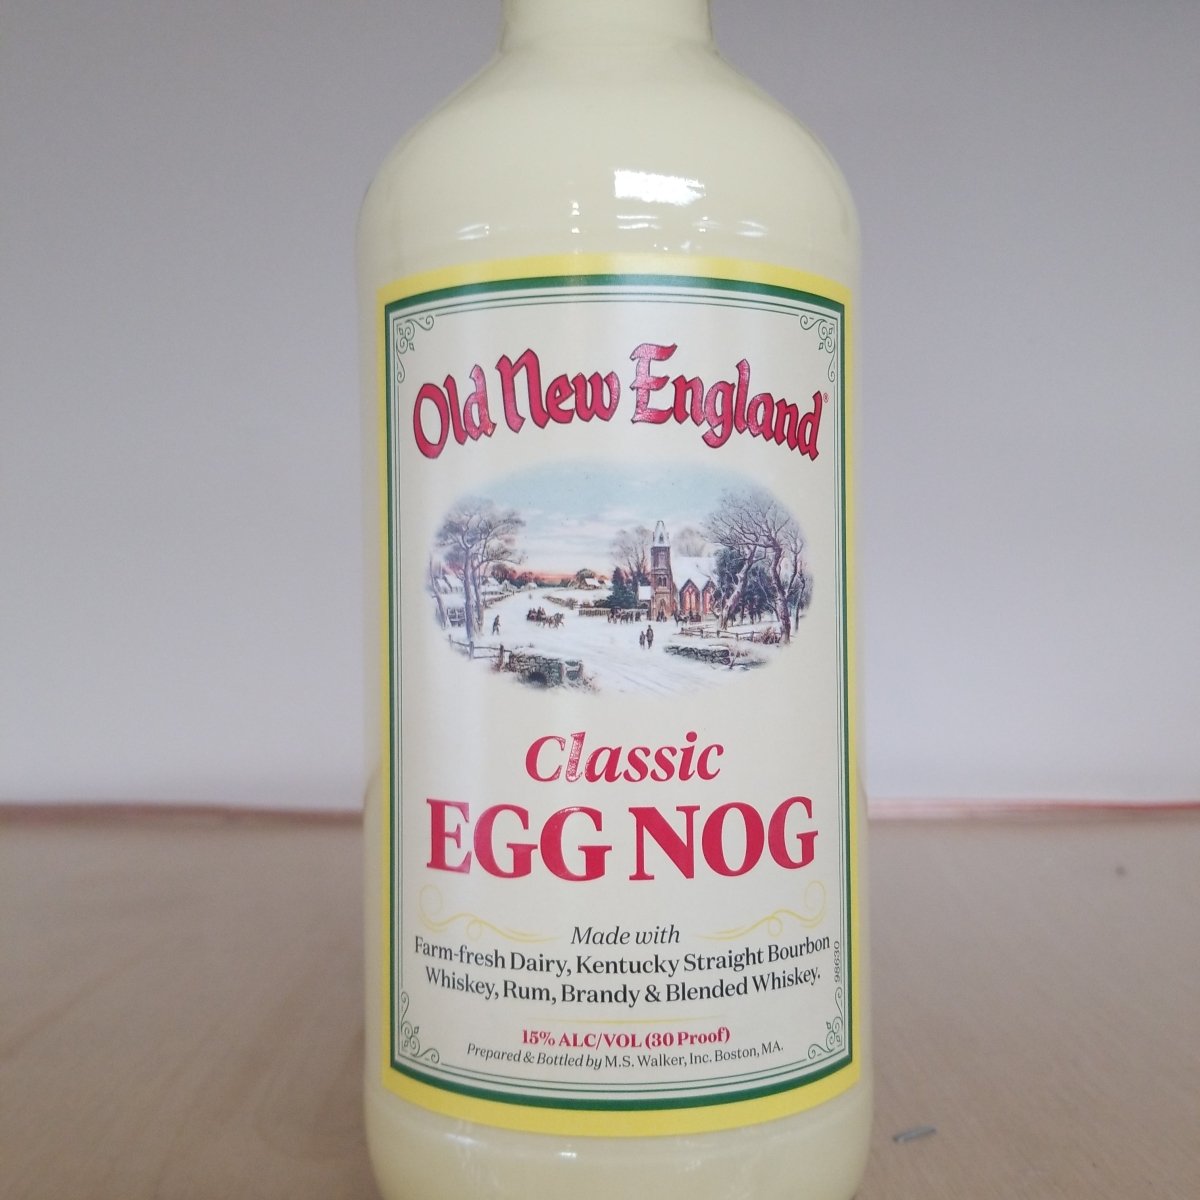 Old New England®
Classic
EGG NOG
Made with
Farm-fresh Dairy, Kentucky Straight Bourbon
Whiskey, Rum, Brandy & Blended Whiskey.
98630
15% ALC/VOL (30 Proof)
Prepared & Bottled by M.S. Walker, Inc. Boston, MA.